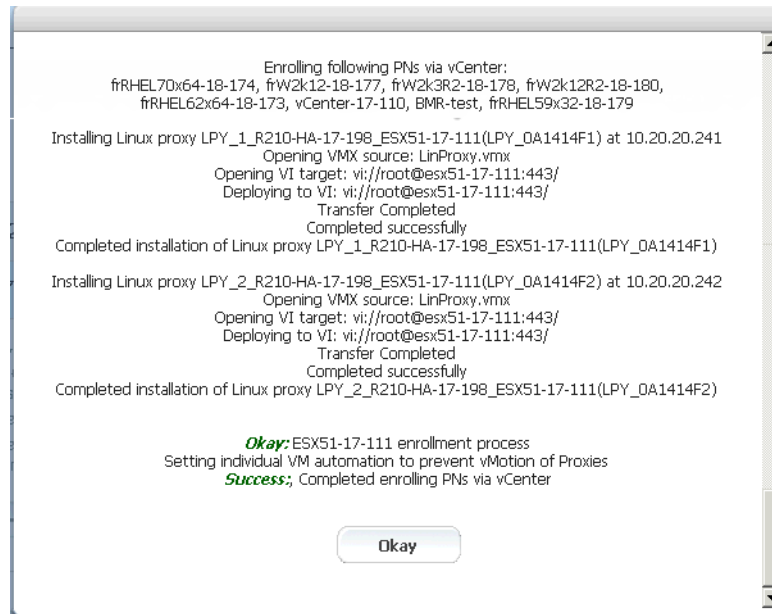 Enrolling following PNs via vCenter:
frRHEL70x64-18-174, frW2k12-18-177, frW2k3R2-18-178, frW2k12R2-18-180,
frRHEL62x64-18-173, vCenter-17-110, BMR-test, frRHEL59x32-18-179
Installing Linux proxy LPY_1_R210-HA-17-198_ESX51-17-111(LPY_0A1414F1) at 10.20.20.241
Opening VMX source: LinProxy.vmx
Opening VI target: vi://root@esx51-17-111:443/
Deploying to VI: vi://root@esx51-17-111:443/
Transfer Completed
Completed successfully
Completed installation of Linux proxy LPY_1_R210-HA-17-198_ESX51-17-111(LPY_0A1414F1)
Installing Linux proxy LPY_2_R210-HA-17-198_ESX51-17-111(LPY_0A1414F2) at 10.20.20.242
Opening VMX source: LinProxy.vmx
Opening VI target: vi://root@esx51-17-111:443/
Deploying to VI: vi://root@esx51-17-111:443/
Transfer Completed
Completed successfully
Completed installation of Linux proxy LPY_2_R210-HA-17-198_ESX51-17-111(LPY_0A1414F2)
Okay: ESX51-17-111 enrollment process
Setting individual VM automation to prevent vMotion of Proxies
Success:, Completed enrolling PNs via vCenter
Okay